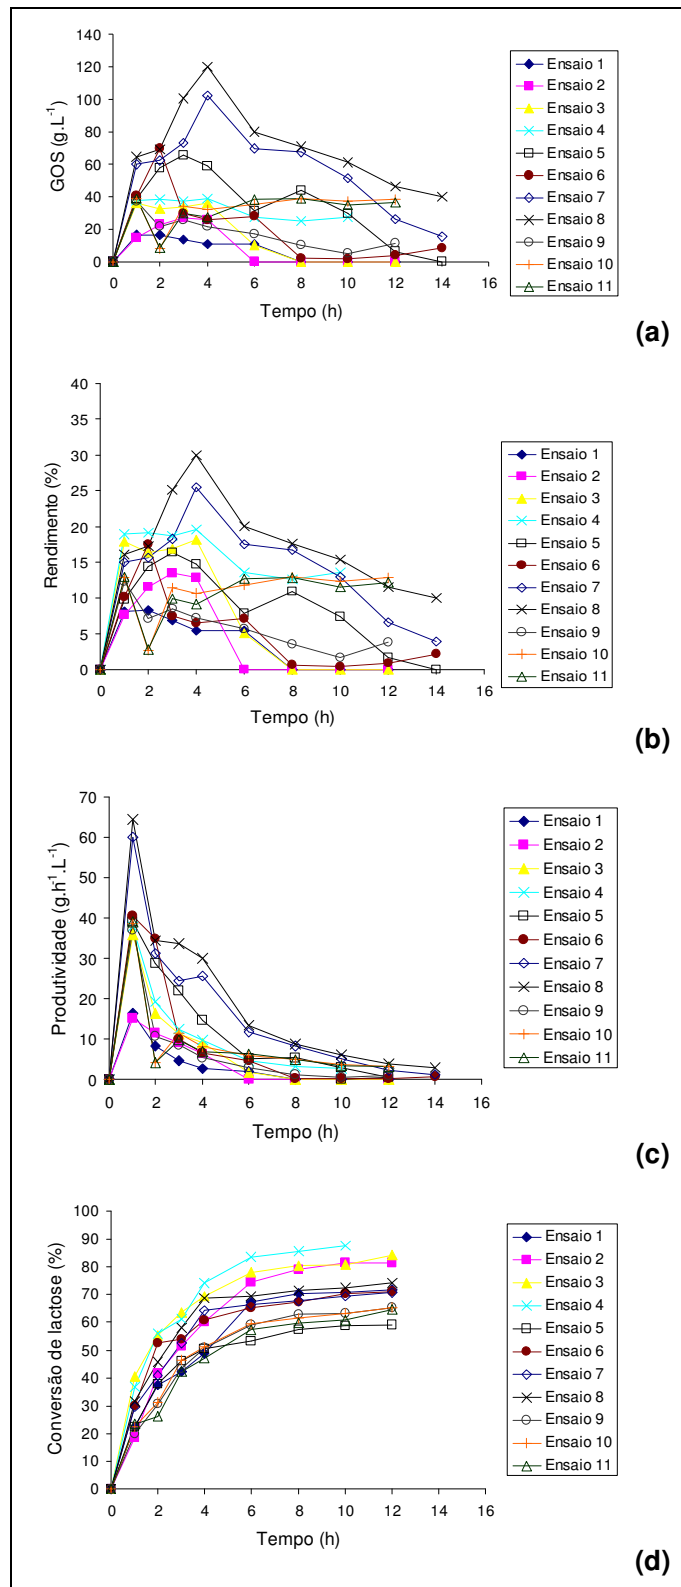 140
120
100
80
60
40
20
0
0 2 4 6 8 10 12 14 16
GOS (g.L-1)
Tempo (h)
Ensaio 1
Ensaio 2
Ensaio 3
Ensaio 4
Ensaio 5
Ensaio 6
Ensaio 7
Ensaio 8
Ensaio 9
Ensaio 10
Ensaio 11
(a)
40
35
30
25
20
15
10
5
0
0 2 4 6 8 10 12 14 16
Rendimento (%)
Tempo (h)
Ensaio 1
Ensaio 2
Ensaio 3
Ensaio 4
Ensaio 5
Ensaio 6
Ensaio 7
Ensaio 8
Ensaio 9
Ensaio 10
Ensaio 11
(b)
70
60
50
40
30
20
10
0
0 2 4 6 8 10 12 14 16
Produtividade (g.h-1.L-1)
Tempo (h)
Ensaio 1
Ensaio 2
Ensaio 3
Ensaio 4
Ensaio 5
Ensaio 6
Ensaio 7
Ensaio 8
Ensaio 9
Ensaio 10
Ensaio 11
(c)
100
90
80
70
60
50
40
30
20
10
0
0 2 4 6 8 10 12 14 16
Conversão de lactose (%)
Tempo (h)
Ensaio 1
Ensaio 2
Ensaio 3
Ensaio 4
Ensaio 5
Ensaio 6
Ensaio 7
Ensaio 8
Ensaio 9
Ensaio 10
Ensaio 11
(d)